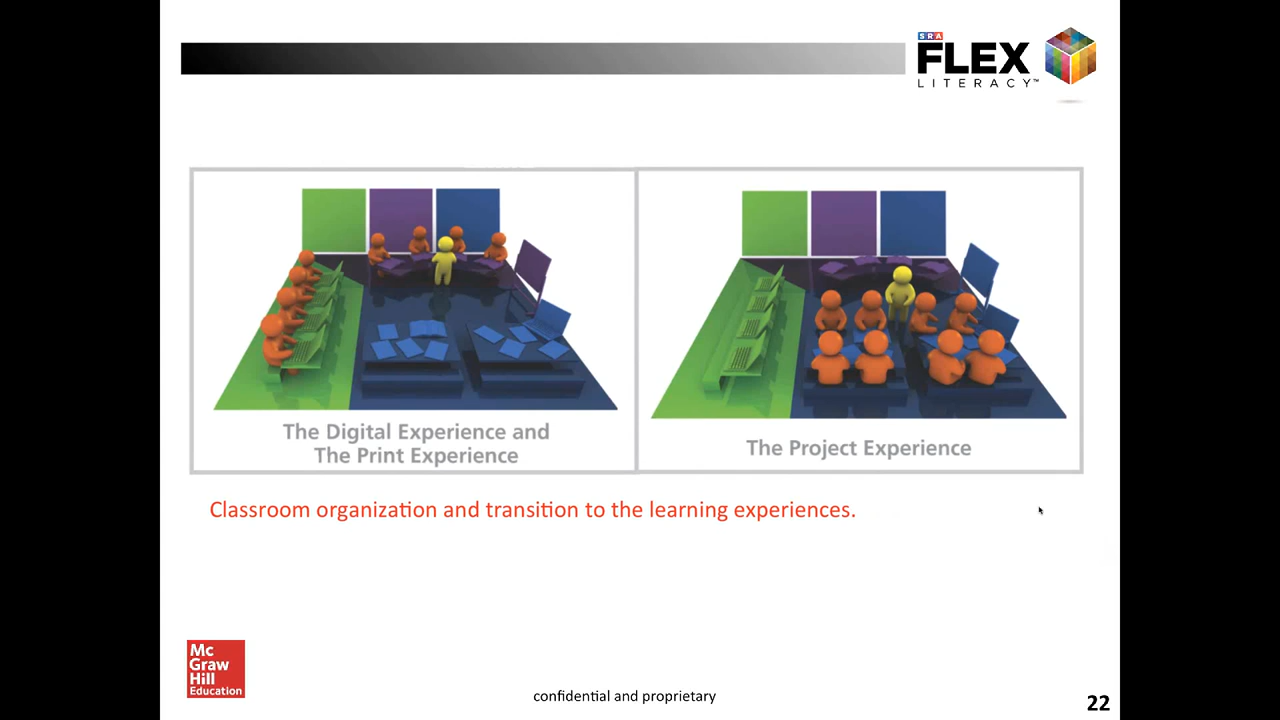 SRA
FLEX
LITERACY™
The Digital Experience and
The Print Experience
The Project Experience
Classroom organization and transition to the learning experiences.
Mc
Graw
Hill
Education
confidential and proprietary
22